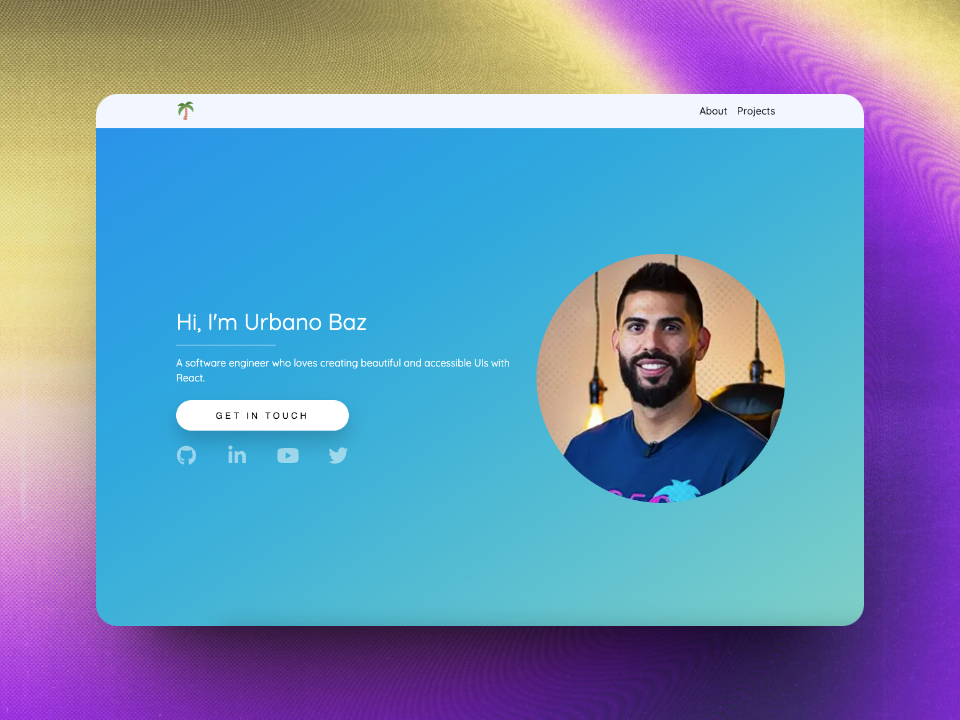 About Projects
Hi, I'm Urbano Baz
A software engineer who loves creating beautiful and accessible UIs with
React.
GET IN TOUCH